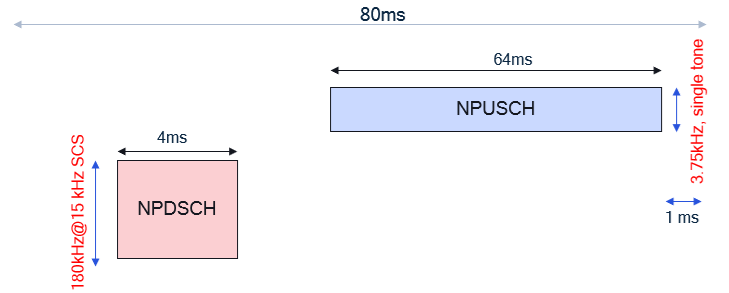 80ms
64ms
NPUSCH
3.75kHz, single tone
4ms
NPDSCH
180kHz@15 kHz SCS
1 ms